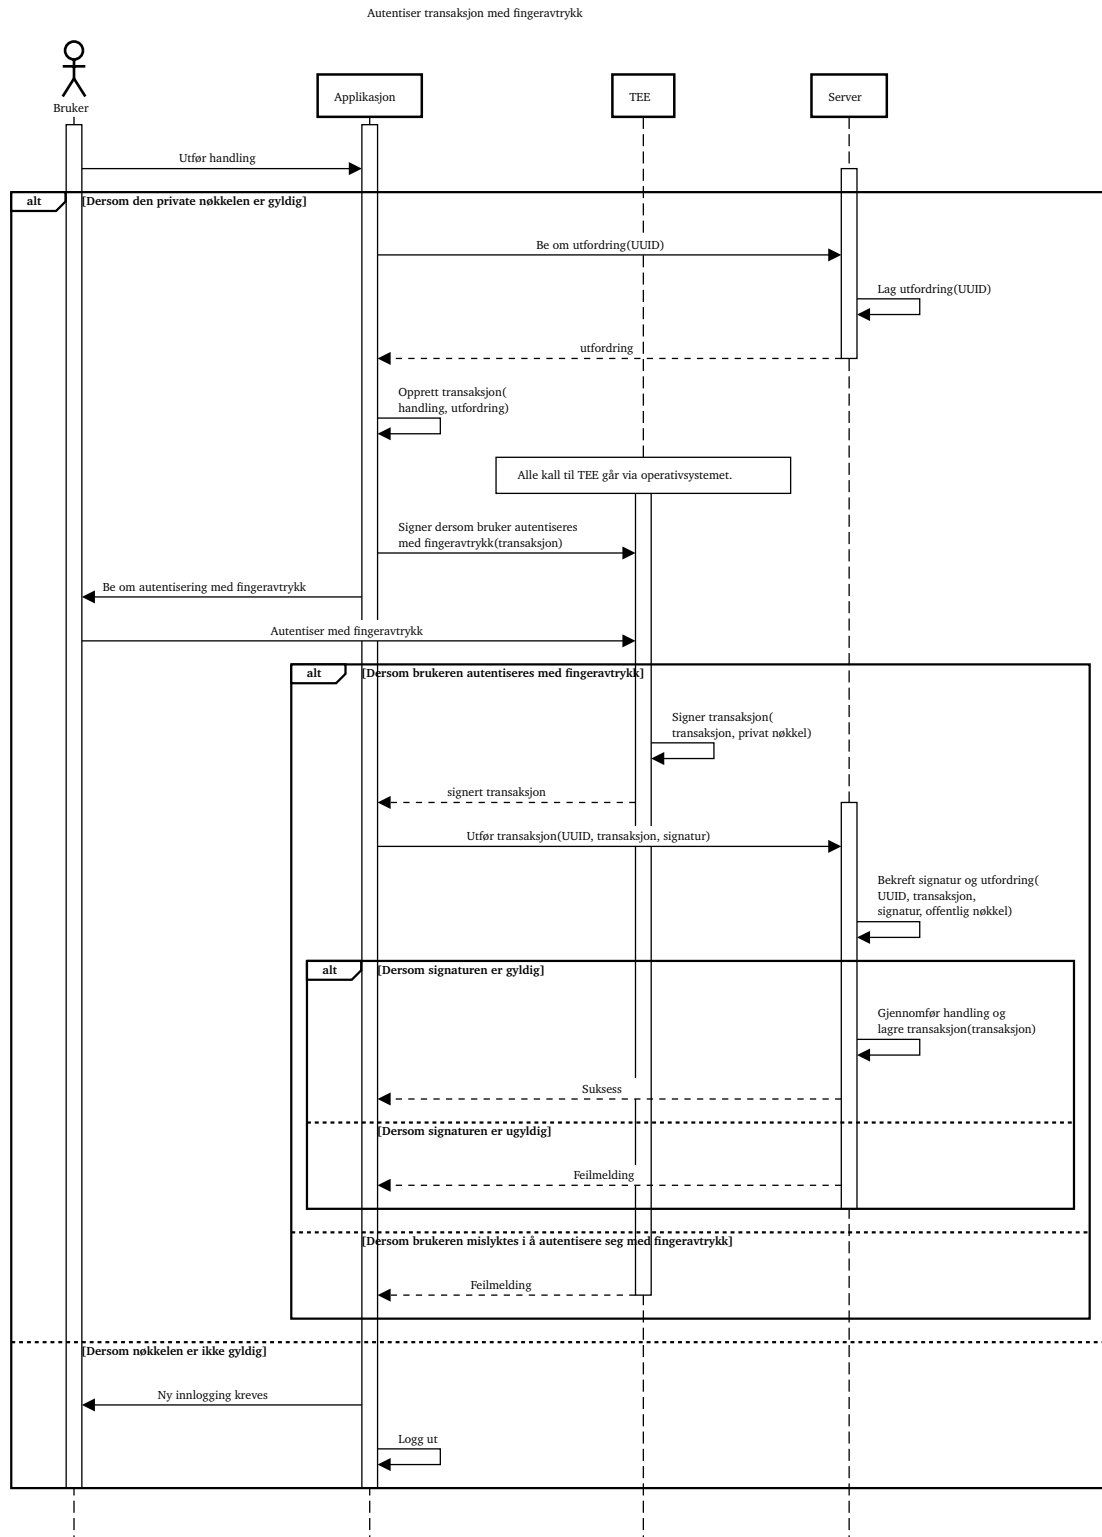 Autentiser transaksjon med fingeravtrykk
Bruker
Applikasjon
TEE
Server
Utfør handling
alt
[Dersom den private nøkkelen er gyldig]
Be om utfordring(UUID)
Lag utfordring(UUID)
utfordring
Opprett transaksjon(
handling, utfordring)
Alle kall til TEE går via operativsystemet.
Signer dersom bruker autentiseres
med fingeravtrykk(transaksjon)
Be om autentisering med fingeravtrykk
Autentiser med fingeravtrykk
alt
[Dersom brukeren autentiseres med fingeravtrykk]
Signer transaksjon(
transaksjon, privat nøkkel)
signert transaksjon
Utfør transaksjon(UUID, transaksjon, signatur)
Bekreft signatur og utfordring(
UUID, transaksjon,
signatur, offentlig nøkkel)
alt
[Dersom signaturen er gyldig]
Gjennomfør handling og
lagre transaksjon(transaksjon)
Suksess
[Dersom signaturen er ugyldig]
Feilmelding
[Dersom brukeren mislyktes i å autentisere seg med fingeravtrykk]
Feilmelding
[Dersom nøkkelen er ikke gyldig]
Ny innlogging kreves
Logg ut